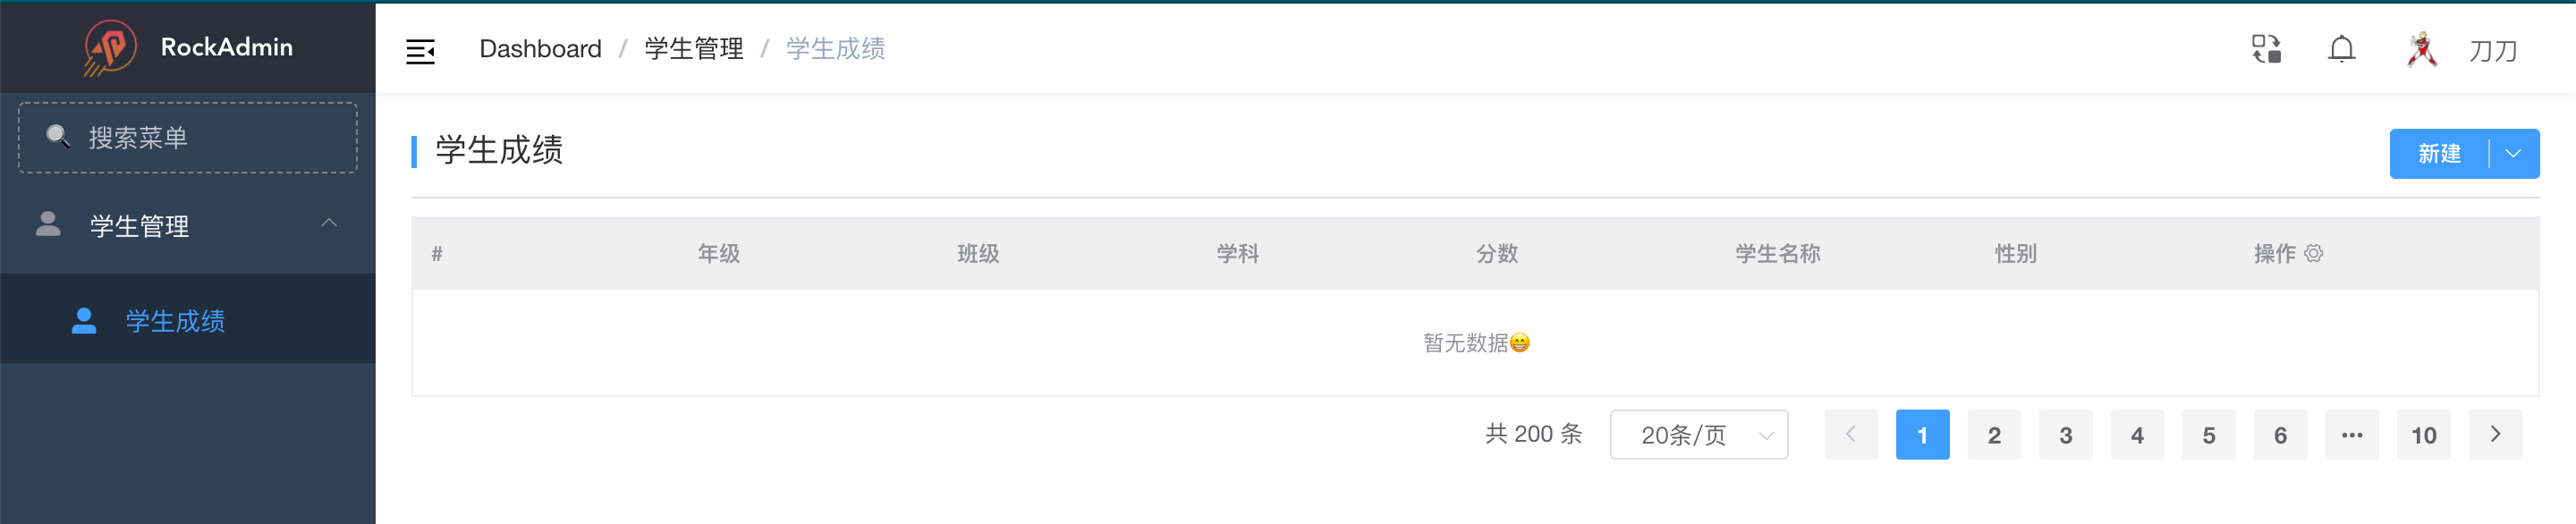 RockAdmin
Dashboard / 学生管理 / 学生成绩
刀刀
搜索菜单
学生管理
学生成绩
学生成绩
新建
# 年级 班级 学科 分数 学生名称 性别 操作
暂无数据😁
共 200 条 20条/页 1 2 3 4 5 6 ••• 10